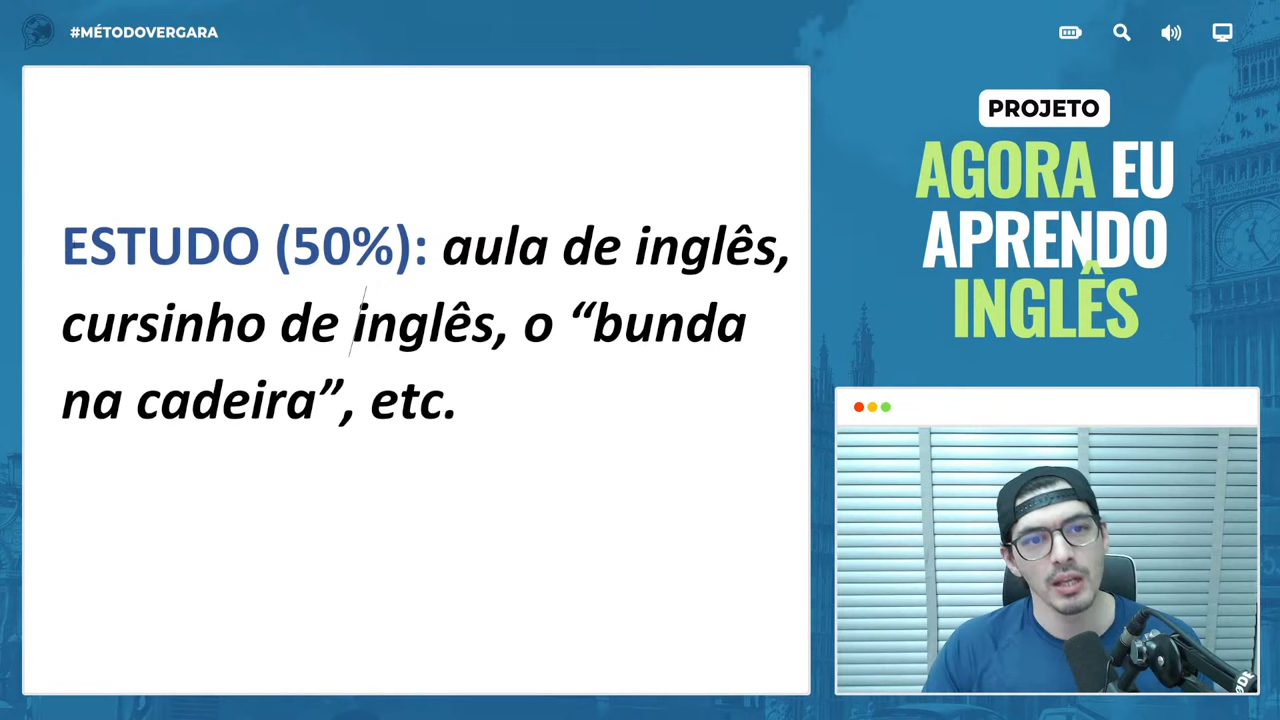 #MÉTODOVERGARA
ESTUDO (50%): aula de inglês,
cursinho de inglês, o “bunda
na cadeira”, etc.
PROJETO
AGORA EU
APRENDO
INGLÊS